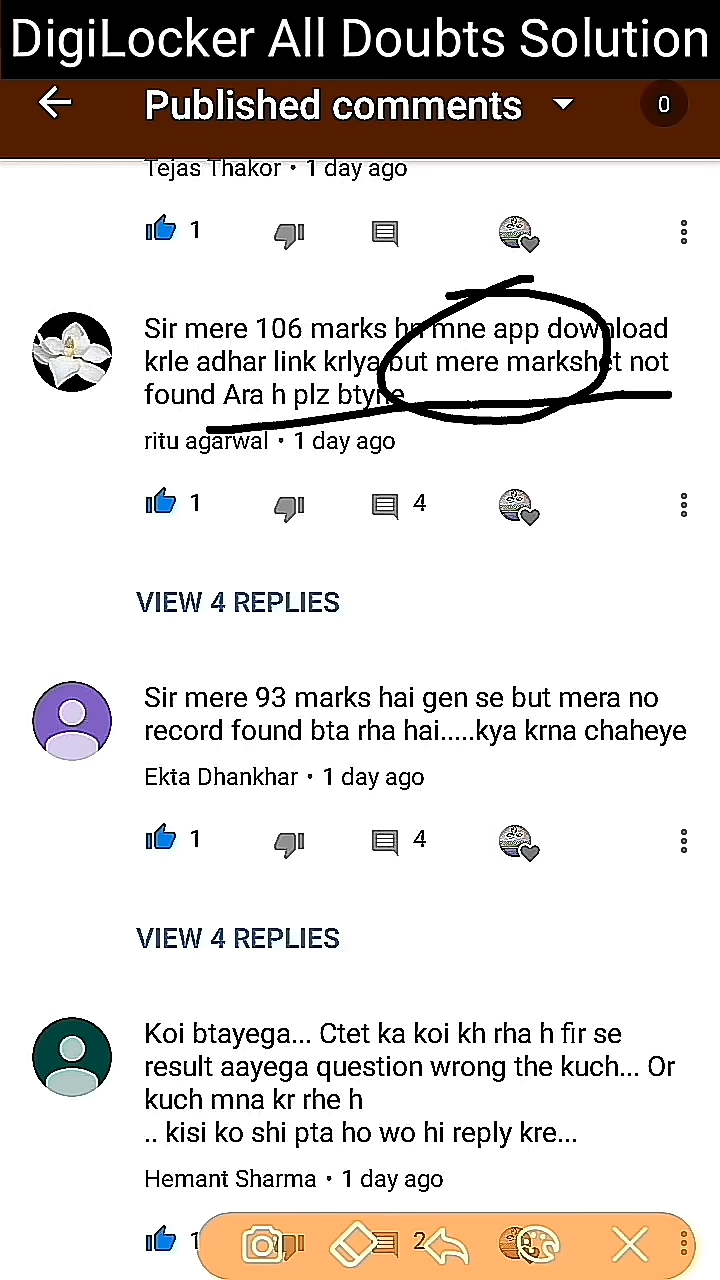 DigiLocker All Doubts Solution
Published comments
0
Tejas Thakor • 1 day ago
1
Sir mere 106 marks hn mne app download
krle adhar link krlya but mere markshet not
found Ara h plz btyne
ritu agarwal • 1 day ago
1 4
VIEW 4 REPLIES
Sir mere 93 marks hai gen se but mera no
record found bta rha hai.....kya krna chaheye
Ekta Dhankhar • 1 day ago
1 4
VIEW 4 REPLIES
Koi btayega... Ctet ka koi kh rha h fir se
result aayega question wrong the kuch... Or
kuch mna kr rhe h
.. kisi ko shi pta ho wo hi reply kre...
Hemant Sharma • 1 day ago
1 2